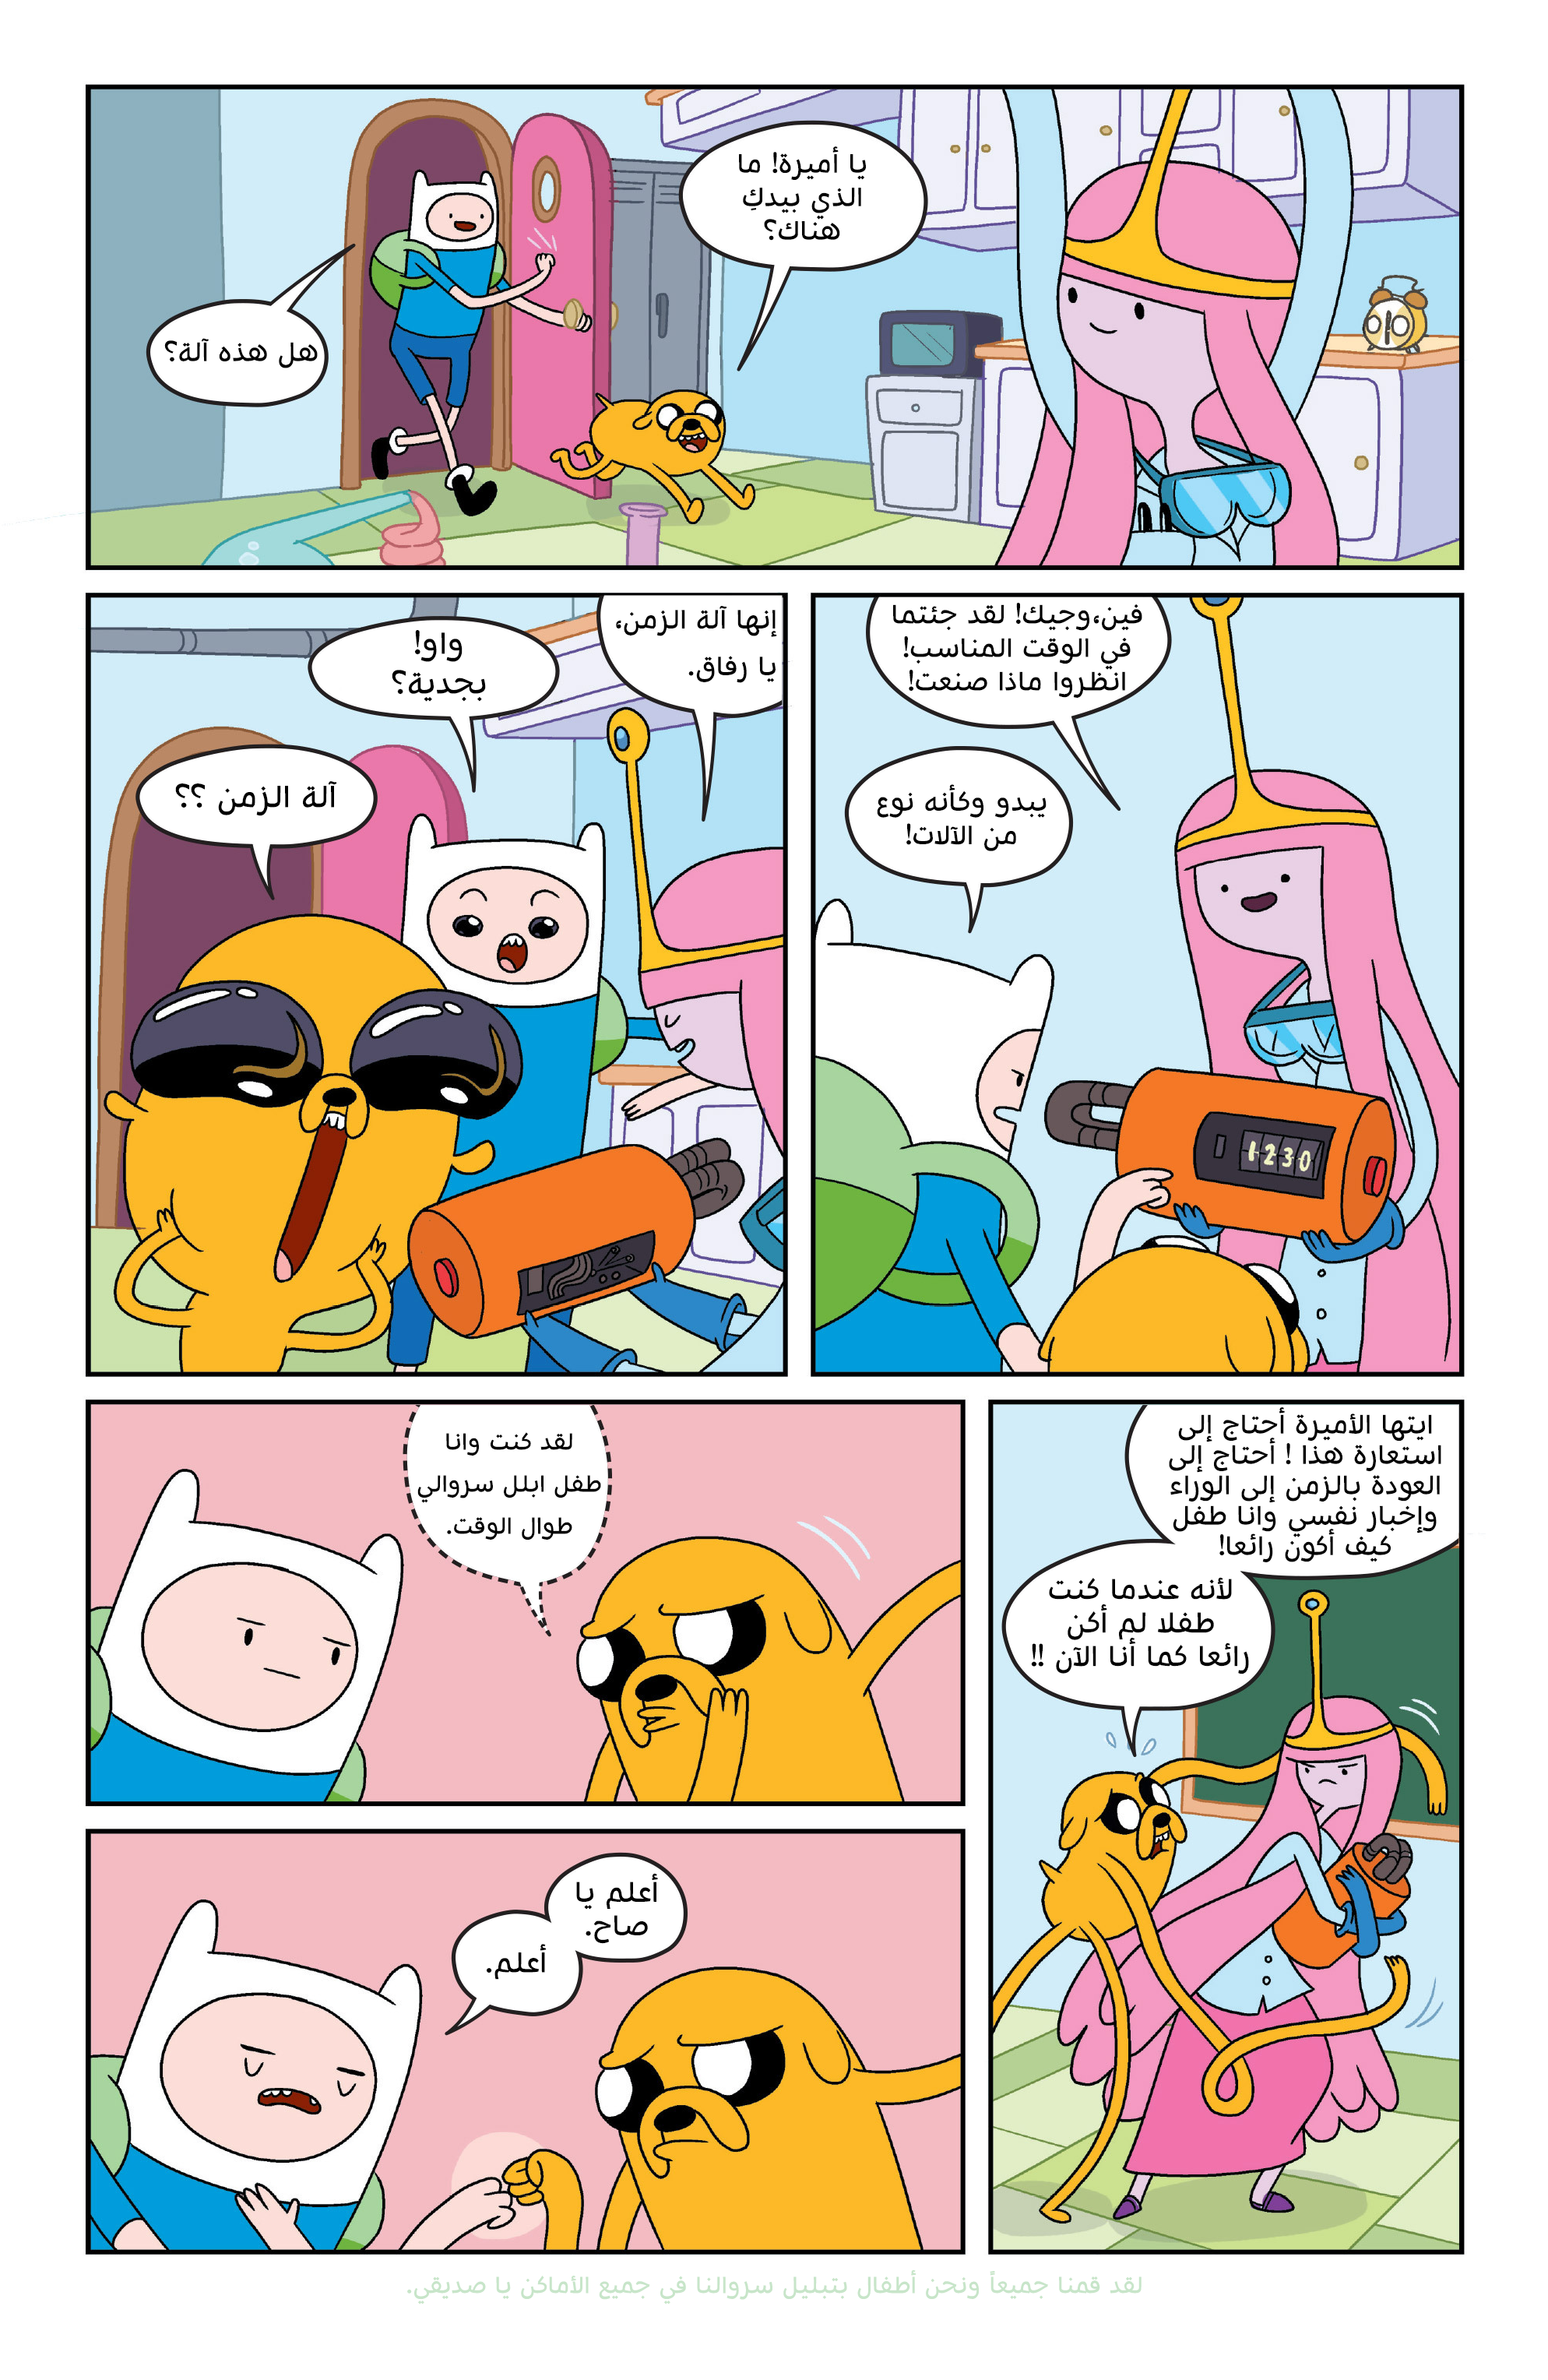 يا أميرة! ما
الذي بيدكِ
هناك؟
هل هذه آلة؟
فين،وجيك! لقد جئتما
في الوقت المناسب!
انظروا ماذا صنعت!
يبدو وكأنه نوع
من الآلات!
1230
إنها آلة الزمن،
يا رفاق.
واو!
بجدية؟
آلة الزمن ؟؟
ايتها الأميرة أحتاج إلى
استعارة هذا ! أحتاج إلى
العودة بالزمن إلى الوراء
وإخبار نفسي وانا طفل
كيف أكون رائعا!
لأنه عندما كنت
طفلا لم أكن
رائعا كما أنا الآن !!
لقد كنت وانا
طفل ابلل سروالي
طوال الوقت.
أعلم يا
صاح.
أعلم.
لقد قمنا جميعاً ونحن أطفال بتبليل سروالنا في جميع الأماكن يا صديقي.